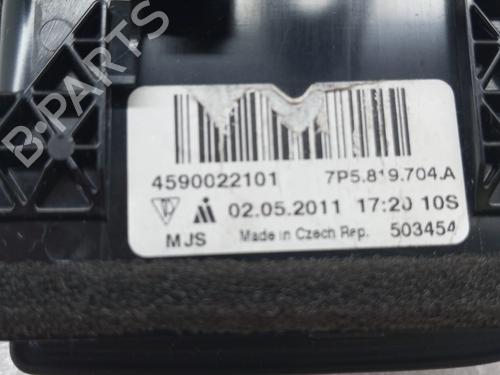 B-PARTS
4590022101 7P5.819.704.A
02.05.2011 17:20 10S
MJS Made in Czech Rep. 503454